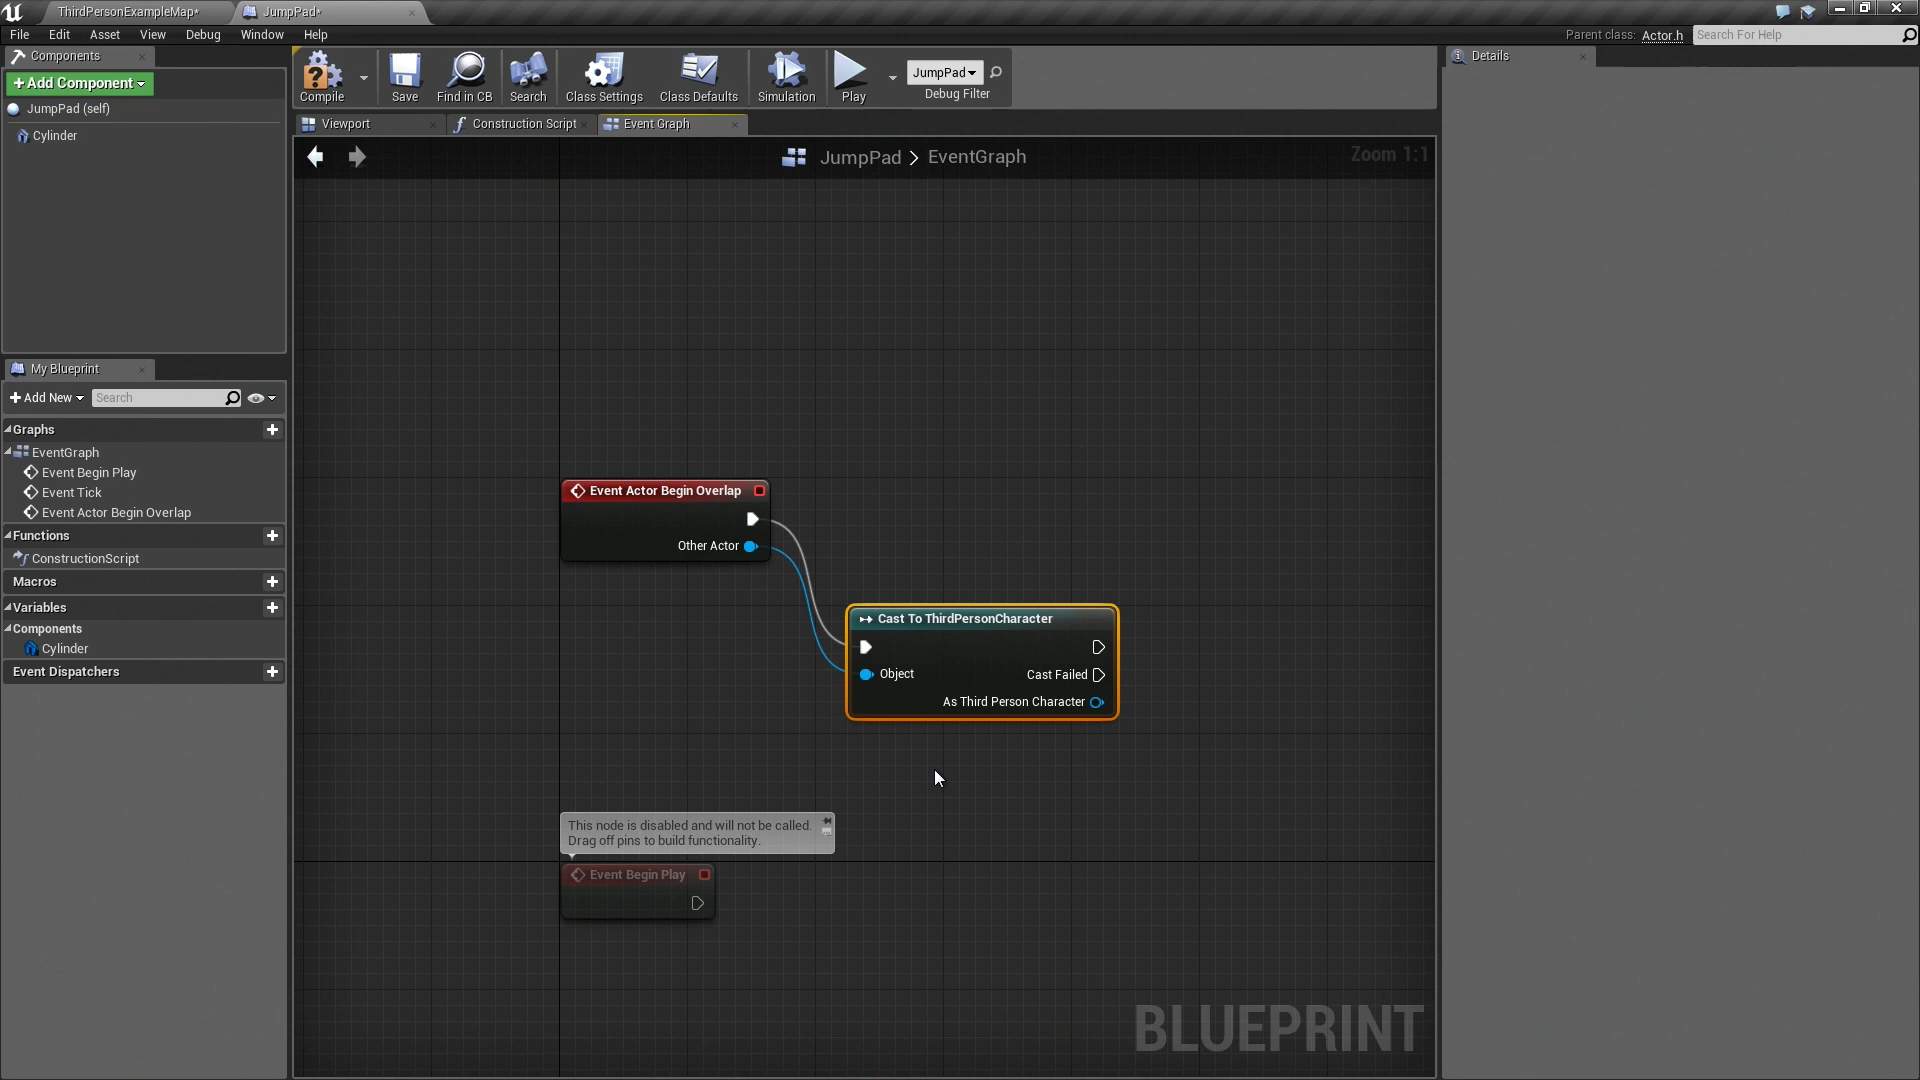 ThirdPersonExampleMap*
JumpPad*
File Edit Asset View Debug Window Help
Parent class: Actor.h Search For Help
Components
Details
+Add Component
JumpPad (self)
Cylinder
Compile Save Find in CB Search Class Settings Class Defaults Simulation Play
JumpPad
Debug Filter
Viewport
Construction Script
Event Graph
JumpPad > EventGraph
Zoom 1:1
My Blueprint
+Add New Search
Graphs
EventGraph
Event Begin Play
Event Tick
Event Actor Begin Overlap
Functions
ConstructionScript
Macros
Variables
Components
Cylinder
Event Dispatchers
Event Actor Begin Overlap
Other Actor
Cast To ThirdPersonCharacter
Object
Cast Failed
As Third Person Character
This node is disabled and will not be called.
Drag off pins to build functionality.
Event Begin Play
BLUEPRINT